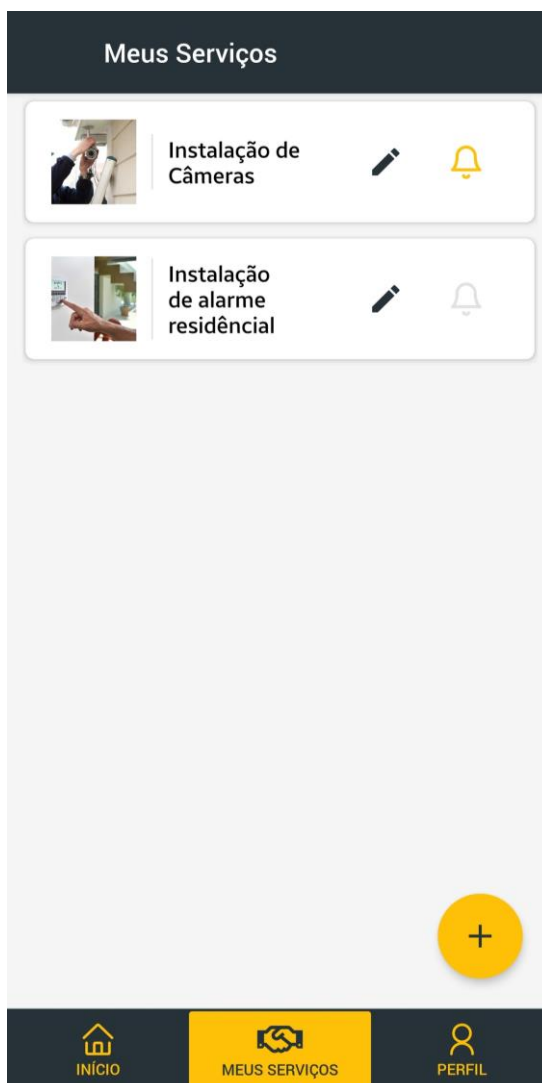 Meus Serviços
Instalação de
Câmeras
Instalação
de alarme
residêncial
+
INÍCIO
MEUS SERVIÇOS
PERFIL